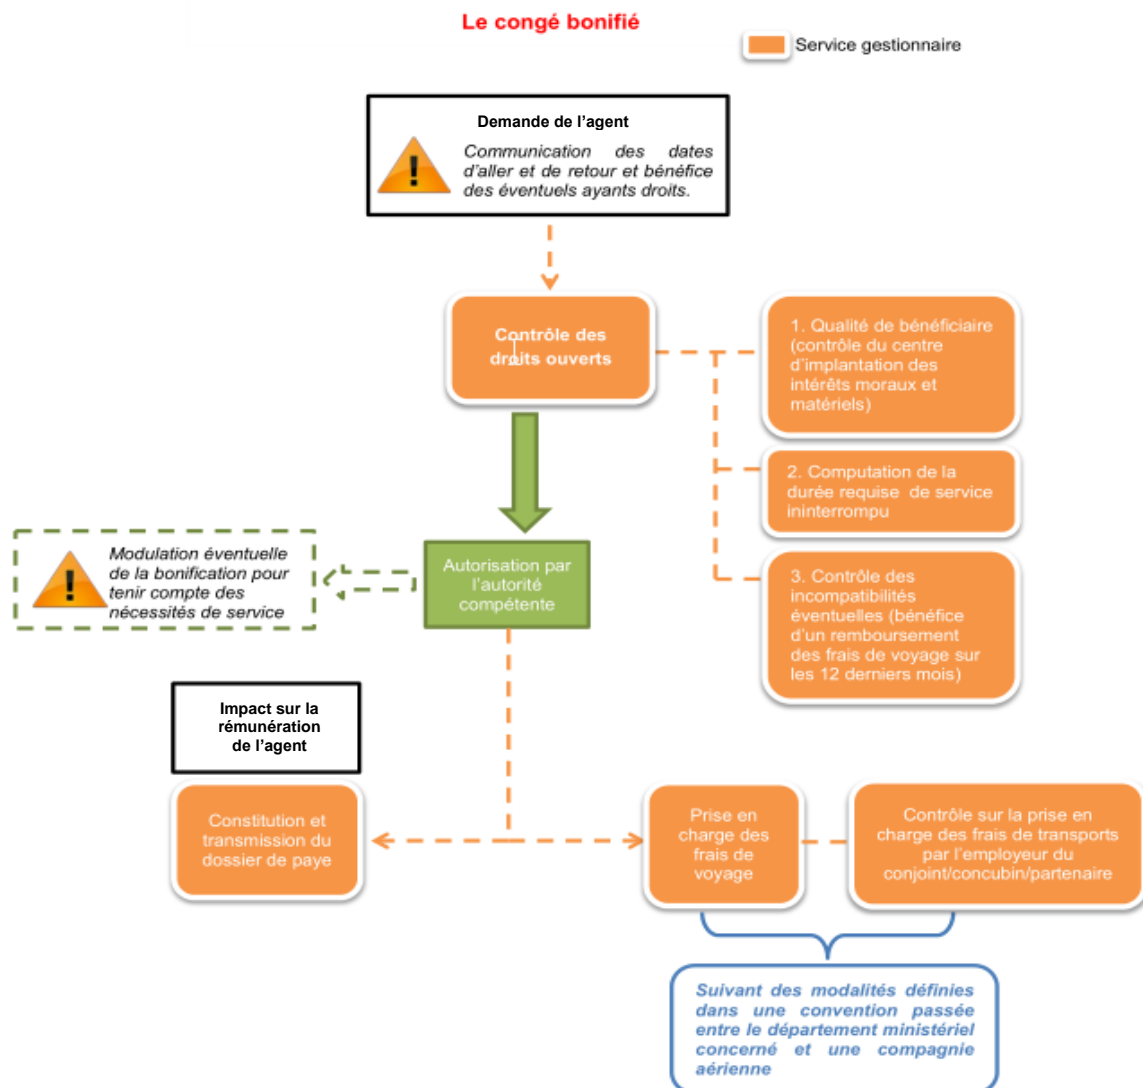 Le congé bonifié
Service gestionnaire
Demande de l’agent
Communication des dates
d’aller et de retour et bénéfice
des éventuels ayants droits.
!
Contrôle des
droits ouverts
1. Qualité de bénéficiaire
(contrôle du centre
d’implantation des
intérêts moraux et
matériels)
2. Computation de la
durée requise de service
ininterrompu
3. Contrôle des
incompatibilités
éventuelles (bénéfice
d’un remboursement
des frais de voyage sur
les 12 derniers mois)
Autorisation par
l’autorité
compétente
!
Modulation éventuelle
de la bonification pour
tenir compte des
nécessités de service
Impact sur la
rémunération
de l’agent
Constitution et
transmission du
dossier de paye
Prise en
charge des
frais de
voyage
Contrôle sur la prise en
charge des frais de transports
par l’employeur du
conjoint/concubin/partenaire
Suivant des modalités définies
dans une convention passée
entre le département ministériel
concerné et une compagnie
aérienne